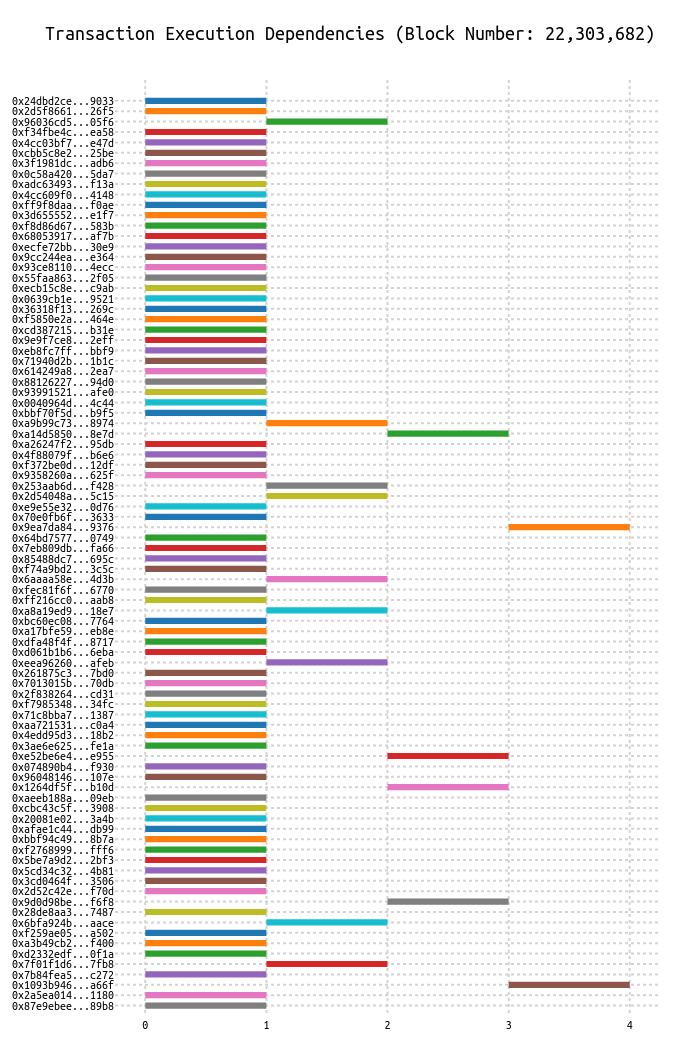 Transaction Execution Dependencies (Block Number: 22,303,682)
0x24dbd2ce...9033
0x2d5f8661...26f5
0x96036cd5...05f6
0xf34fbe4c...ea58
0x4cc03bf7...e47d
0xcbb5c8e2...25be
0x3f1981dc...adb6
0x0c58a420...5da7
0xadc63493...f13a
0x4cc609f0...4148
0xff9f8daa...f0ae
0x3d655552...e1f7
0xf8d86d67...583b
0x68053917...af7b
0xecfe72bb...30e9
0x9cc244ea...e364
0x93ce8110...4ecc
0x55faa863...2f05
0xecb15c8e...c9ab
0x0639cb1e...9521
0x36318f13...269c
0xf5850e2a...464e
0xcd387215...b31e
0x9e9f7ce8...2eff
0xeb8fc7ff...bbf9
0x71940d2b...1b1c
0x614249a8...2ea7
0x88126227...94d0
0x93991521...afe0
0x0040964d...4c44
0xbbf70f5d...b9f5
0xa9b99c73...8974
0xa14d5850...8e7d
0xa26247f2...95db
0x4f88079f...b6e6
0xf372be0d...12df
0x9358260a...625f
0x253aab6d...f428
0x2d54048a...5c15
0xe9e55e32...0d76
0x70e0fb6f...3633
0x9ea7da84...9376
0x64bd7577...0749
0x7eb809db...fa66
0x85488dc7...695c
0xf74a9bd2...3c5c
0x6aaaa58e...4d3b
0xfec81f6f...6770
0xff216cc0...aab8
0xa8a19ed9...18e7
0xbc60ec08...7764
0xa17bfe59...eb8e
0xdfa48f4f...8717
0xd061b1b6...6eba
0xeea96260...afeb
0x261875c3...7bd0
0x7013015b...70db
0x2f838264...cd31
0xf7985348...34fc
0x71c8bba7...1387
0xaa721531...c0a4
0x4edd95d3...18b2
0x3ae6e625...fe1a
0xe52be6e4...e955
0x074890b4...f930
0x96048146...107e
0x1264df5f...b10d
0xaeeb188a...09eb
0xcbc43c5f...3908
0x20081e02...3a4b
0xafae1c44...db99
0xbbf94c49...8b7a
0xf2768999...fff6
0x5be7a9d2...2bf3
0x5cd34c32...4b81
0x3cd0464f...3506
0x2d52c42e...f70d
0x9d0d98be...f6f8
0x28de8aa3...7487
0x6bfa924b...aace
0xf259ae05...a502
0xa3b49cb2...f400
0xd2332edf...0f1a
0x7f01f1d6...7fb8
0x7b84fea5...c272
0x1093b946...a66f
0x2a5ea014...1180
0x87e9ebee...89b8
0 1 2 3 4